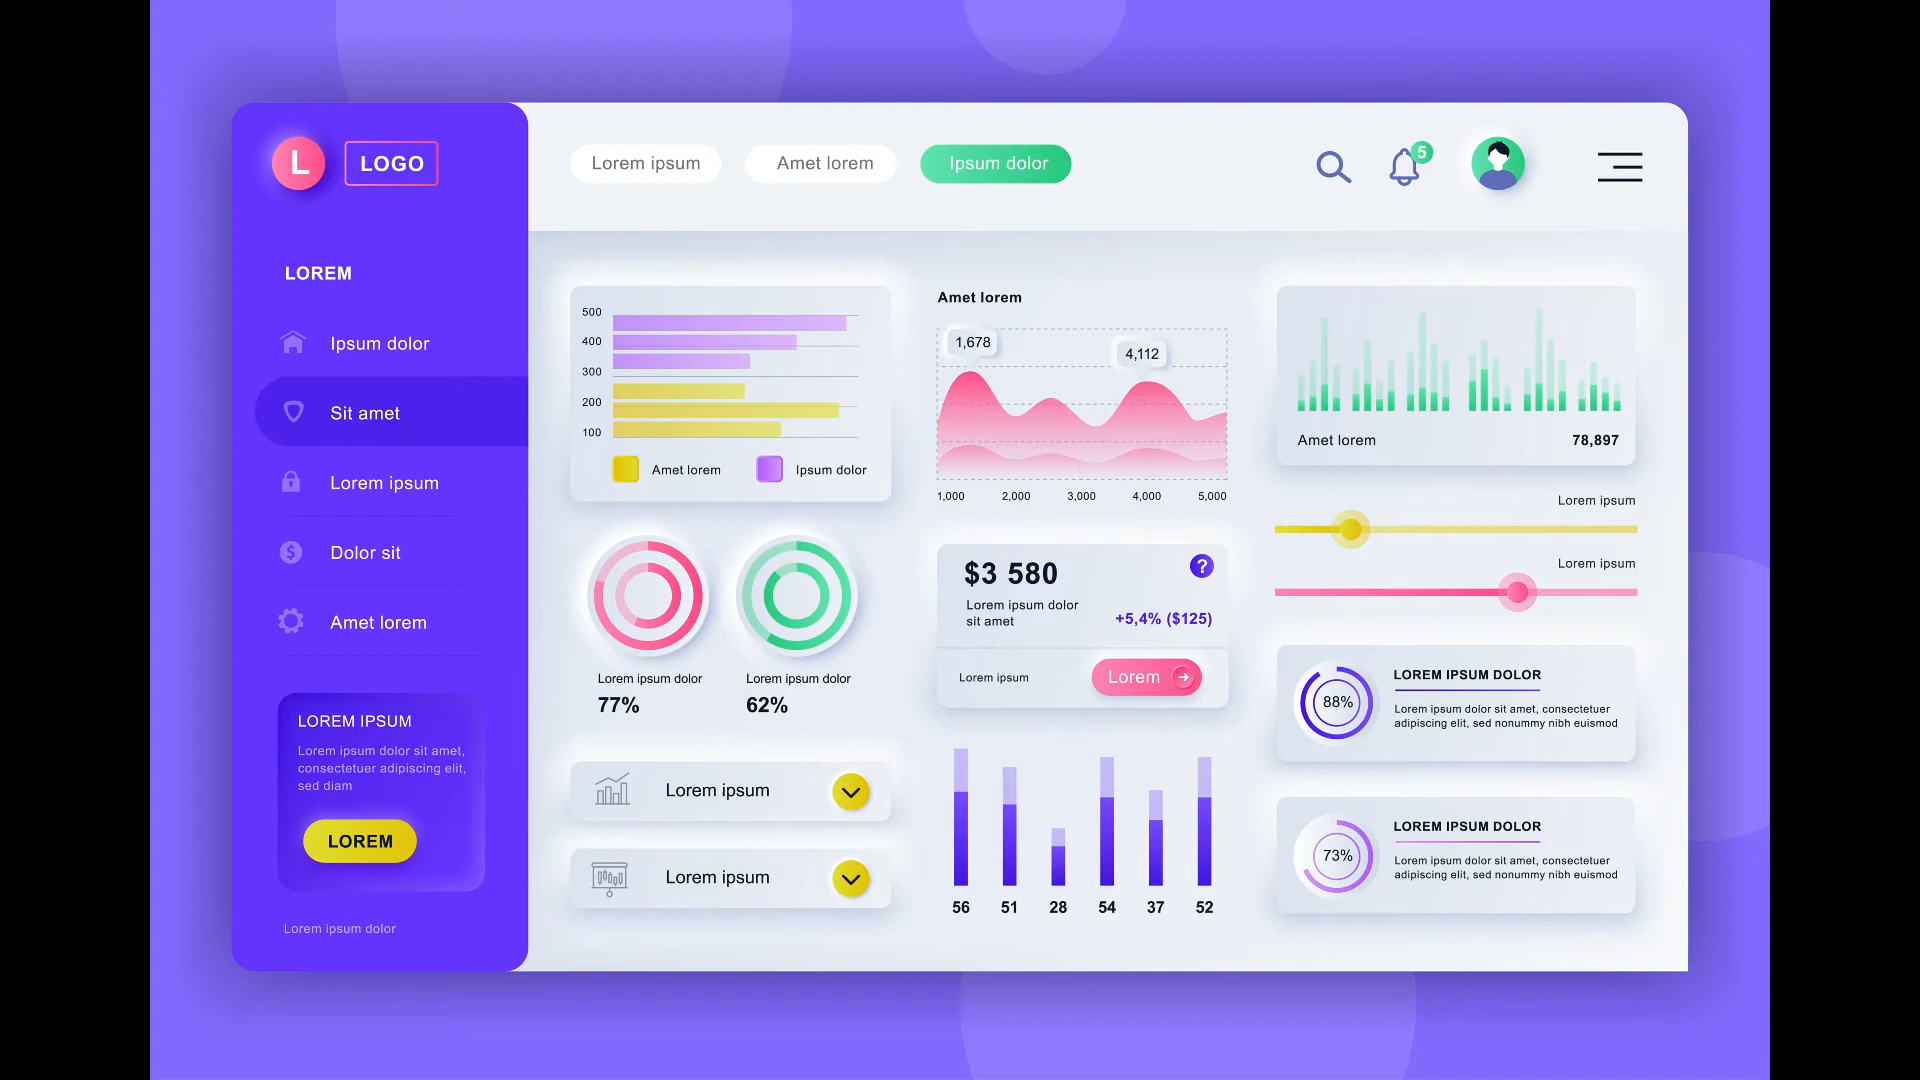 L
LOGO
LOREM
Ipsum dolor
Sit amet
Lorem ipsum
Dolor sit
Amet lorem
LOREM IPSUM
Lorem ipsum dolor sit amet,
consectetuer adipiscing elit,
sed diam
LOREM
Lorem ipsum dolor
Lorem ipsum
Amet lorem
Ipsum dolor
5
500
400
300
200
100
Amet lorem
Ipsum dolor
Lorem ipsum dolor
77%
Lorem ipsum dolor
62%
Lorem ipsum
Lorem ipsum
Amet lorem
1,678
4,112
1,000 2,000 3,000 4,000 5,000
$3 580
?
Lorem ipsum dolor
sit amet
+5,4% ($125)
Lorem ipsum
Lorem
56 51 28 54 37 52
Amet lorem
78,897
Lorem ipsum
Lorem ipsum
88%
LOREM IPSUM DOLOR
Lorem ipsum dolor sit amet, consectetuer
adipiscing elit, sed nonummy nibh euismod
73%
LOREM IPSUM DOLOR
Lorem ipsum dolor sit amet, consectetuer
adipiscing elit, sed nonummy nibh euismod